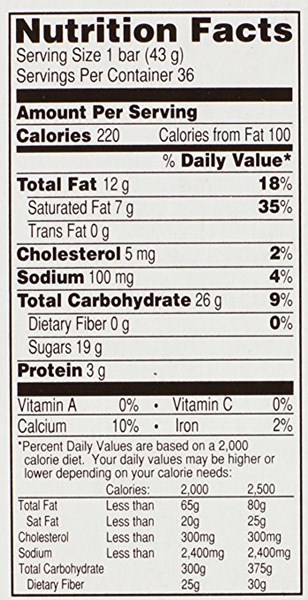 Nutrition Facts
Serving Size 1 bar (43 g)
Servings Per Container 36
Amount Per Serving
Calories 220 Calories from Fat 100
% Daily Value*
Total Fat 12 g 18%
Saturated Fat 7 g 35%
Trans Fat 0 g
Cholesterol 5 mg 2%
Sodium 100 mg 4%
Total Carbohydrate 26 g 9%
Dietary Fiber 0 g 0%
Sugars 19 g
Protein 3 g
Vitamin A 0% • Vitamin C 0%
Calcium 10% • Iron 2%
*Percent Daily Values are based on a 2,000
calorie diet. Your daily values may be higher or
lower depending on your calorie needs:
Calories: 2,000 2,500
Total Fat Less than 65g 80g
Sat Fat Less than 20g 25g
Cholesterol Less than 300mg 300mg
Sodium Less than 2,400mg 2,400mg
Total Carbohydrate 300g 375g
Dietary Fiber 25g 30g